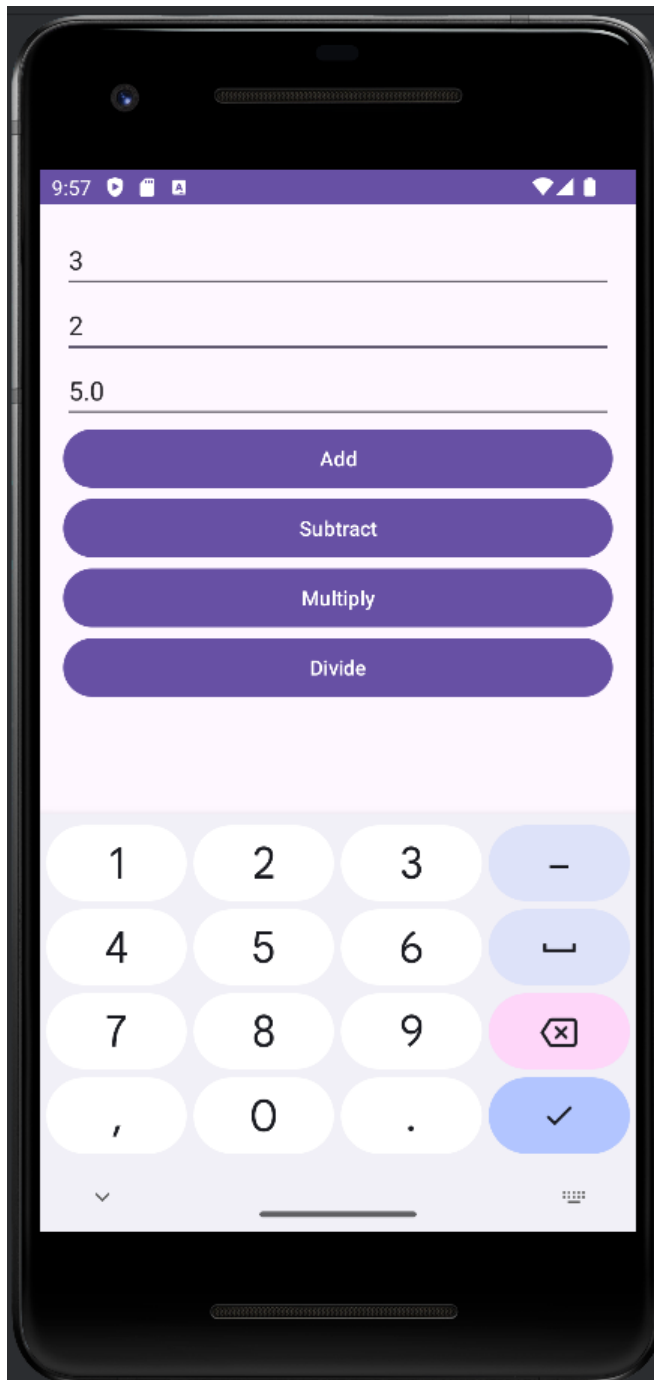 9:57
3
2
5.0
Add
Subtract
Multiply
Divide
1 2 3 –
4 5 6
7 8 9
, 0 .